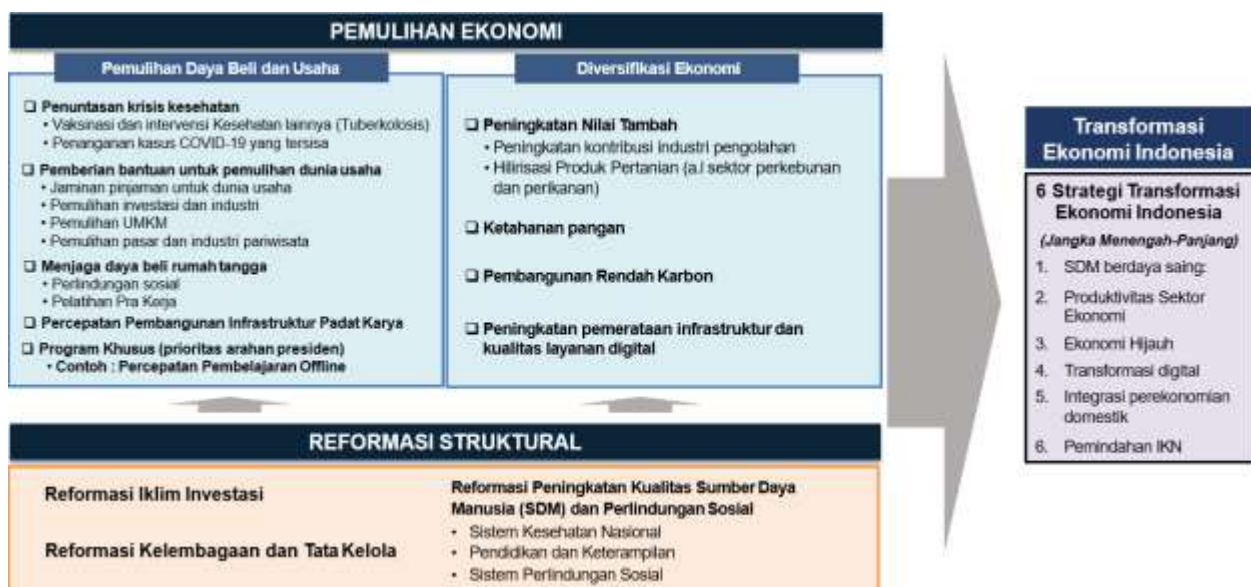 PEMULIHAN EKONOMI
Pemulihan Daya Beli dan Usaha
❑ Penuntasan krisis kesehatan
• Vaksinasi dan intervensi Kesehatan lainnya (Tuberkolosis)
• Penanganan kasus COVID-19 yang tersisa
❑ Pemberian bantuan untuk pemulihan dunia usaha
• Jaminan pinjaman untuk dunia usaha
• Pemulihan investasi dan industri
• Pemulihan UMKM
• Pemulihan pasar dan industri pariwisata
❑ Menjaga daya beli rumah tangga
• Perlindungan sosial
• Pelatihan Pra Kerja
❑ Percepatan Pembangunan Infrastruktur Padat Karya
❑ Program Khusus (prioritas arahan presiden)
• Contoh : Percepatan Pembelajaran Offline
Diversifikasi Ekonomi
❑ Peningkatan Nilai Tambah
• Peningkatan kontribusi industri pengolahan
• Hilirisasi Produk Pertanian (a.l sektor perkebunan
dan perikanan)
❑ Ketahanan pangan
❑ Pembangunan Rendah Karbon
❑ Peningkatan pemerataan infrastruktur dan
kualitas layanan digital
REFORMASI STRUKTURAL
Reformasi Iklim Investasi
Reformasi Kelembagaan dan Tata Kelola
Reformasi Peningkatan Kualitas Sumber Daya
Manusia (SDM) dan Perlindungan Sosial
• Sistem Kesehatan Nasional
• Pendidikan dan Keterampilan
• Sistem Perlindungan Sosial
Transformasi
Ekonomi Indonesia
6 Strategi Transformasi
Ekonomi Indonesia
(Jangka Menengah-Panjang)
1. SDM berdaya saing:
2. Produktivitas Sektor
Ekonomi
3. Ekonomi Hijauh
4. Transformasi digital
5. Integrasi perekonomian
domestik
6. Pemindahan IKN